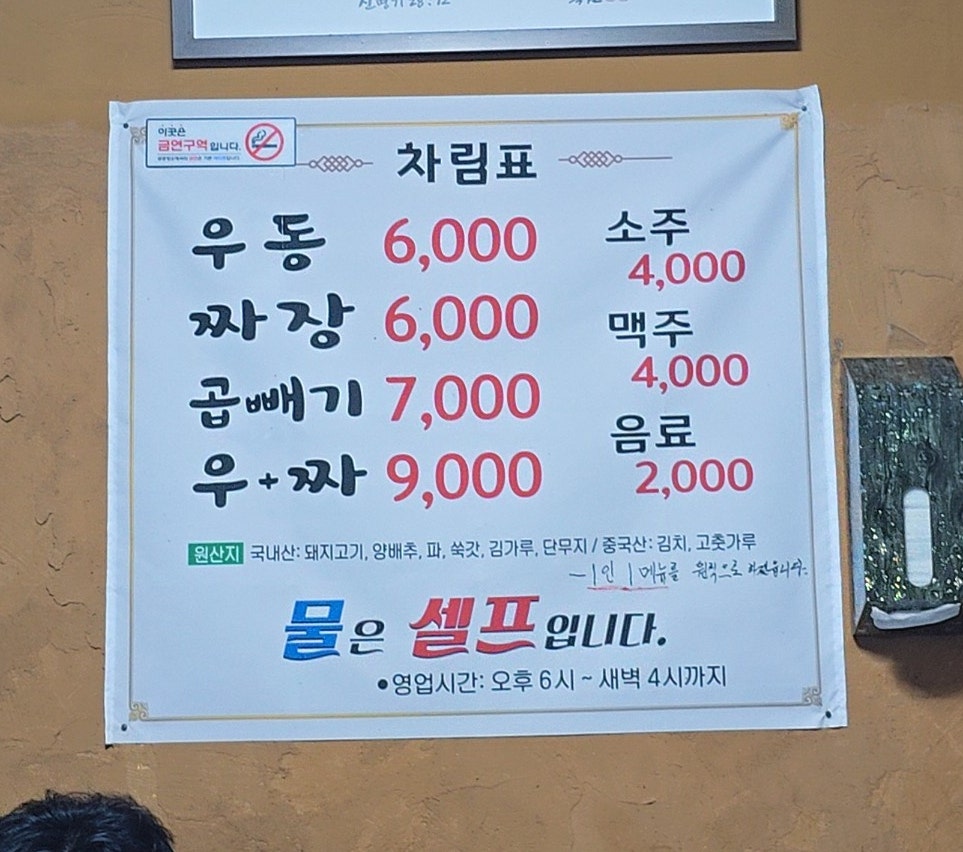 이곳은
금연구역입니다.
차림표
우동 6,000
짜장 6,000
곱빼기 7,000
우+짜 9,000
소주
4,000
맥주
4,000
음료
2,000
원산지 국내산: 돼지고기, 양배추, 파, 쑥갓, 김가루, 단무지 / 중국산: 김치, 고춧가루
-1인 1메뉴를 원칙으로
물은 셀프입니다.
•영업시간: 오후 6시 ~ 새벽 4시까지